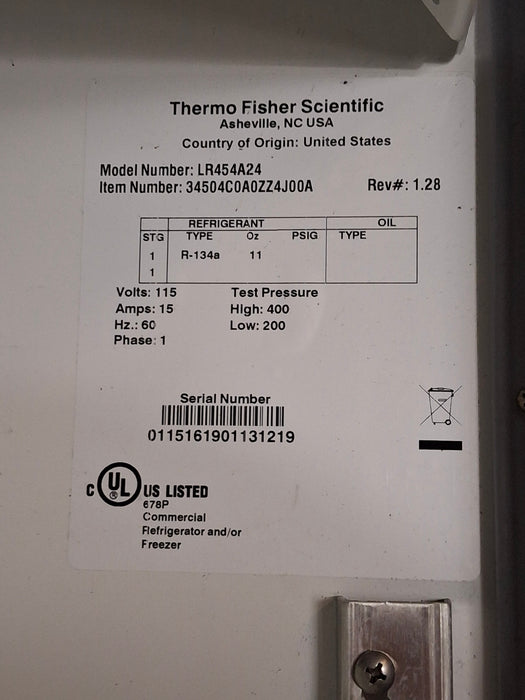 Thermo Fisher Scientific
Asheville, NC USA
Country of Origin: United States
Model Number: LR454A24
Item Number: 34504C0A0ZZ4J00A Rev#: 1.28
REFRIGERANT OIL
STG TYPE Oz PSIG TYPE
1 R-134a 11
1
Volts: 115 Test Pressure
Amps: 15 High: 400
Hz.: 60 Low: 200
Phase: 1
Serial Number
0115161901131219
C UL ® US LISTED
678P
Commercial
Refrigerator and/or
Freezer